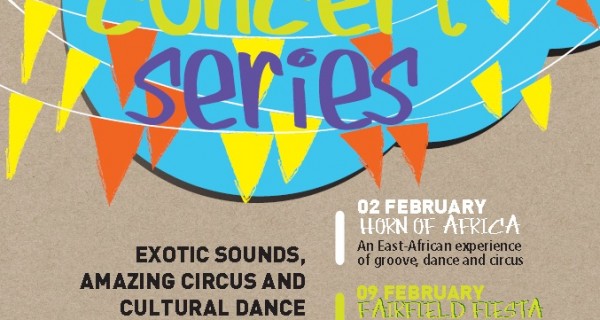 concert
series
02 FEBRUARY
HORN OF AFRICA
An East-African experience
of groove, dance and circus
EXOTIC SOUNDS,
AMAZING CIRCUS AND
CULTURAL DANCE
09 FEBRUARY
FAIRFIELD FIESTA